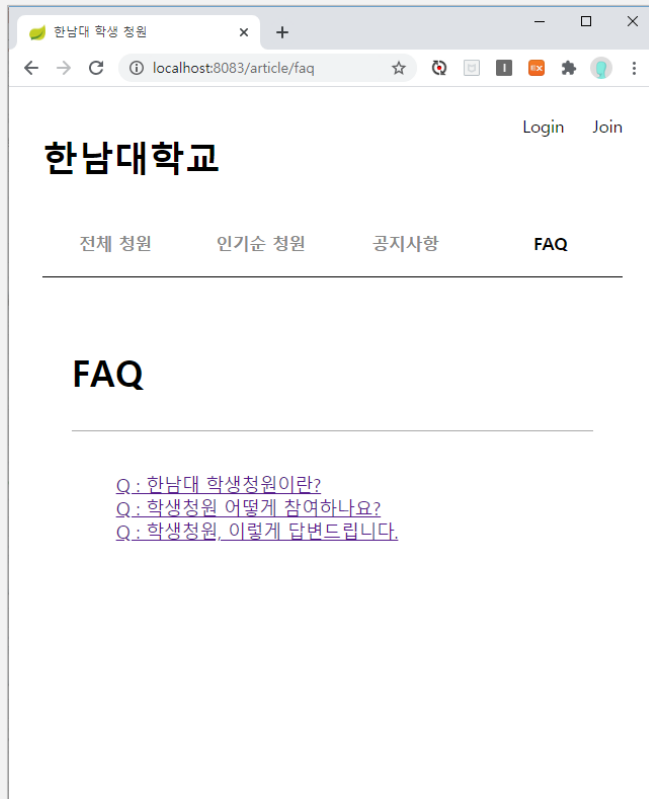 한남대 학생 청원
localhost:8083/article/faq
Login Join
한남대학교
전체 청원 인기순 청원 공지사항 FAQ
FAQ
Q : 한남대 학생청원이란?
Q : 학생청원 어떻게 참여하나요?
Q : 학생청원, 이렇게 답변드립니다.